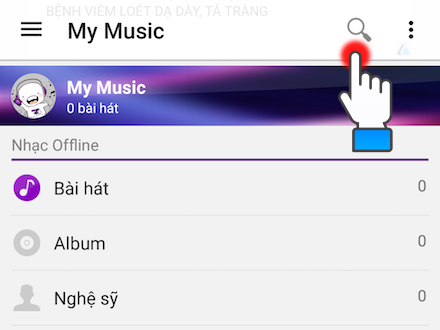 BỆNH VIÊM LOÉT DẠ DÀY, TÁ TRÀNG
My Music
My Music
0 bài hát
Nhạc Offline
Bài hát 0
Album 0
Nghệ sỹ 0